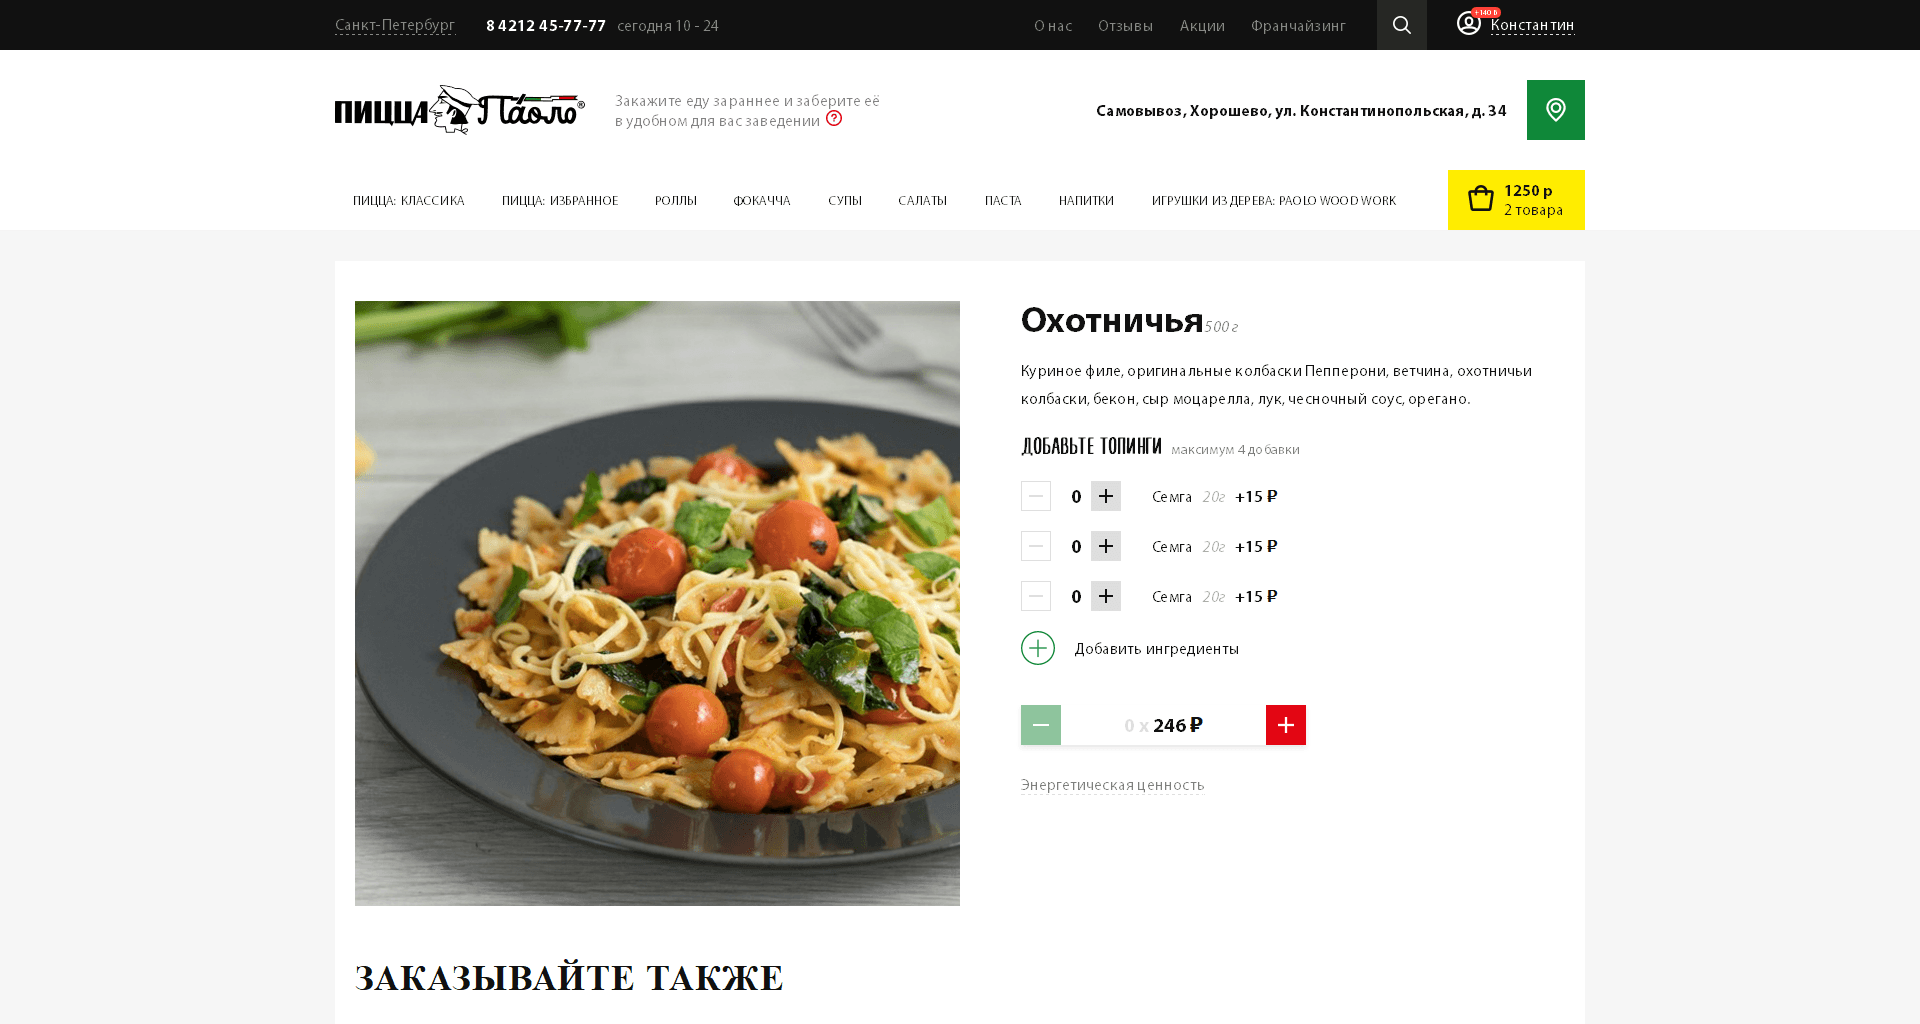 Санкт-Петербург 8 4212 45-77-77 сегодня 10 - 24 О нас Отзывы Акции Франчайзинг +140 ₽ Константин
ПИЦЦА Паоло®
Закажите еду зараннее и заберите её
в удобном для вас заведении ?
Самовывоз, Хорошево, ул. Константинопольская, д. 34
ПИЦЦА: КЛАССИКА ПИЦЦА: ИЗБРАННОЕ РОЛЛЫ ФОКАЧЧА СУПЫ САЛАТЫ ПАСТА НАПИТКИ ИГРУШКИ ИЗ ДЕРЕВА: PAOLO WOOD WORK
1250 р
2 товара
Охотничья 500 г
Куриное филе, оригинальные колбаски Пепперони, ветчина, охотничьи
колбаски, бекон, сыр моцарелла, лук, чесночный соус, орегано.
ДОБАВЬТЕ ТОПИНГИ максимум 4 добавки
0 Семга 20г +15 ₽
0 Семга 20г +15 ₽
0 Семга 20г +15 ₽
Добавить ингредиенты
0 x 246 ₽
Энергетическая ценность
ЗАКАЗЫВАЙТЕ ТАКЖЕ